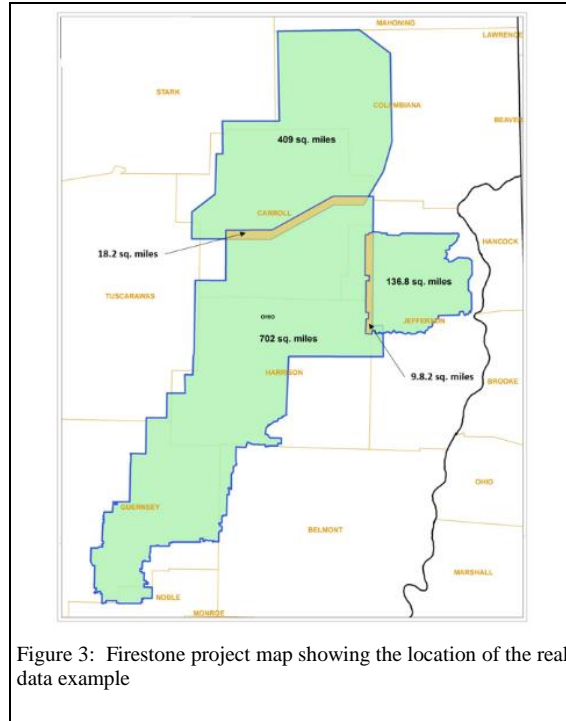 MAHONING
LAWRENCE
STARK
COLUMBIANA
BEAVER
409 sq. miles
CARROLL
HANCOCK
18.2 sq. miles
136.8 sq. miles
TUSCARAWAS
OHIO
JEFFERSON
702 sq. miles
HARRISON
9.8.2 sq. miles
BROOKE
OHIO
GUERNSEY
BELMONT
MARSHALL
NOBLE
MONROE
Figure 3: Firestone project map showing the location of the real
data example